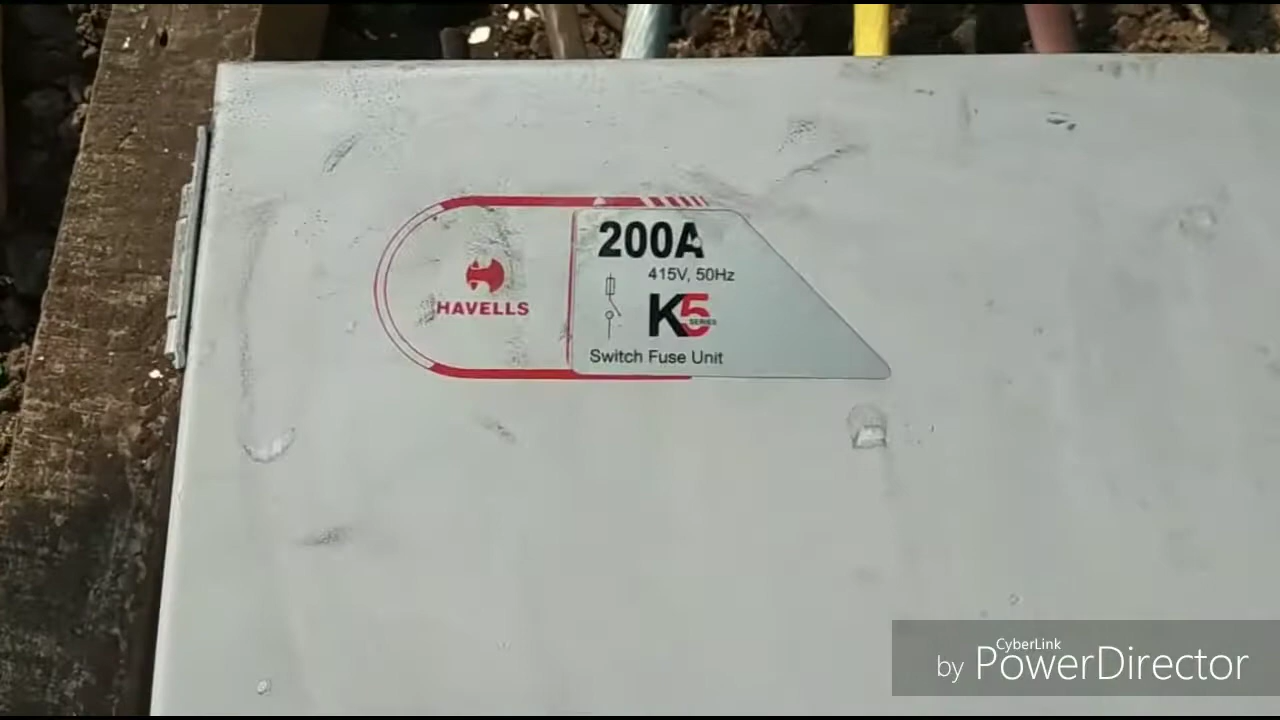 200A
415V, 50Hz
HAVELLS
K5
SERIES
Switch Fuse Unit
CyberLink
by PowerDirector